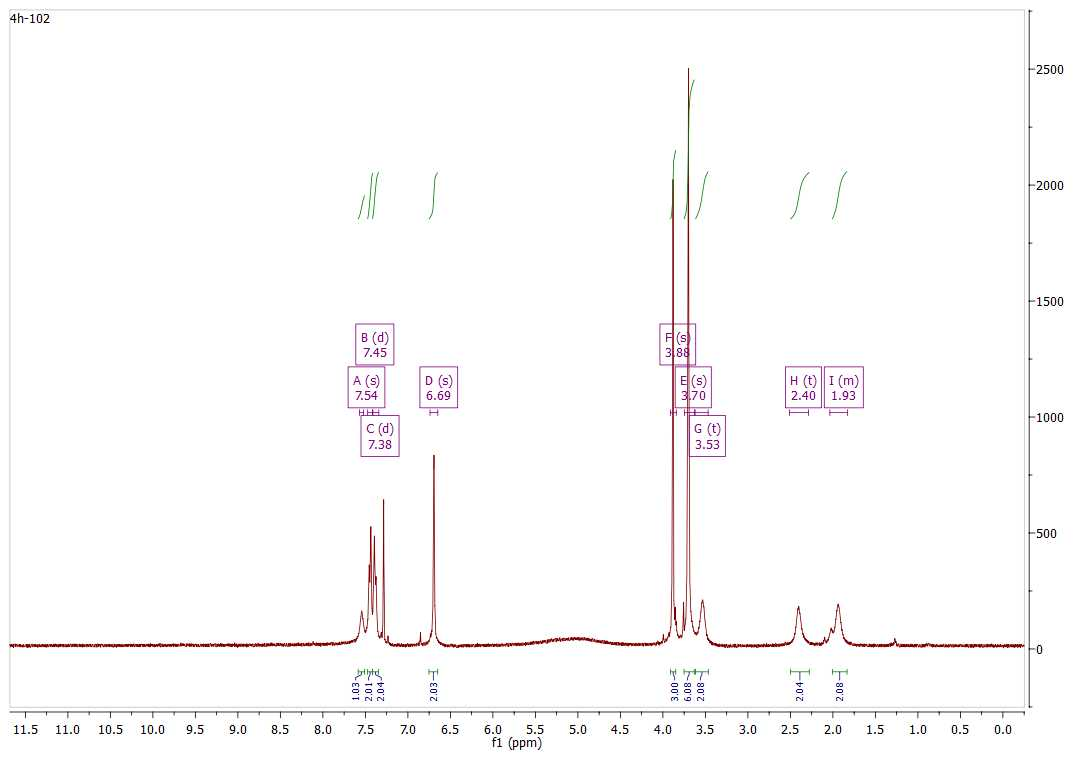 4h-102
2500
2000
1500
1000
500
0
B (d)
7.45
F (s)
3.88
A (s)
7.54
D (s)
6.69
E (s)
3.70
H (t)
2.40
I (m)
1.93
C (d)
7.38
G (t)
3.53
1.03
2.01
2.04
2.03
3.00
6.08
2.08
2.04
2.08
11.5 11.0 10.5 10.0 9.5 9.0 8.5 8.0 7.5 7.0 6.5 6.0 5.5 5.0 4.5 4.0 3.5 3.0 2.5 2.0 1.5 1.0 0.5 0.0
f1 (ppm)